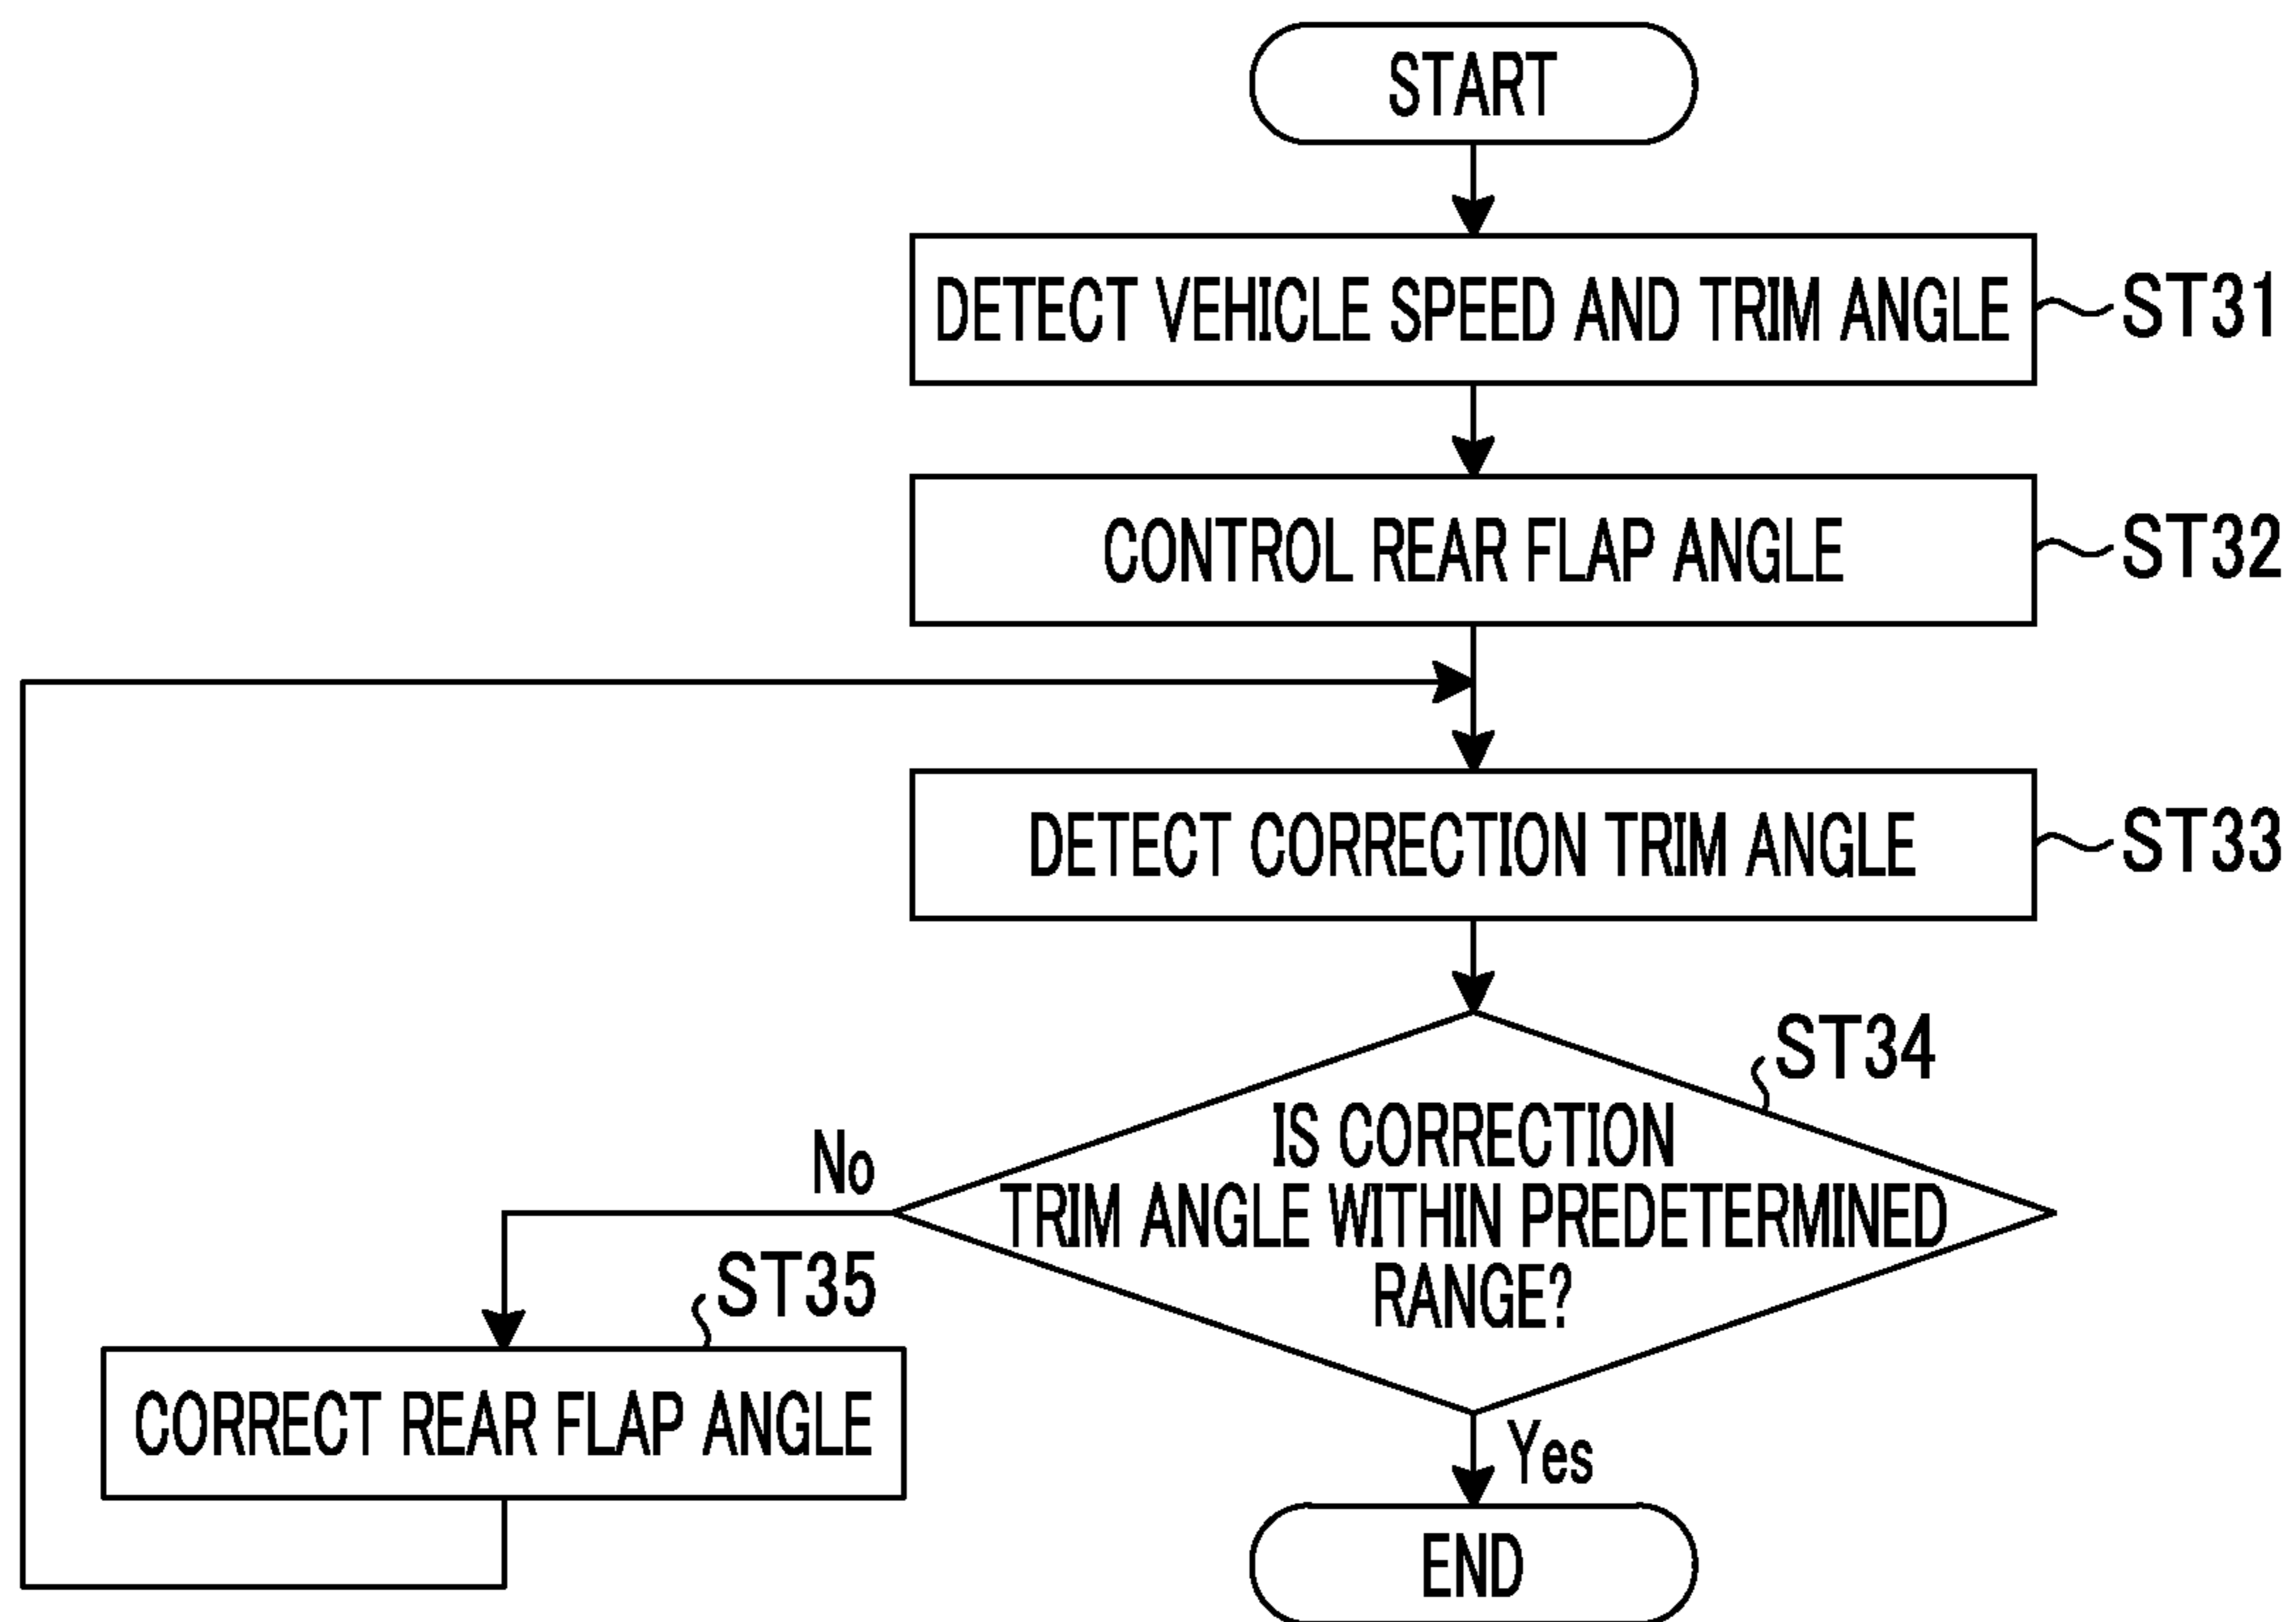 START
DETECT VEHICLE SPEED AND TRIM ANGLE
ST31
CONTROL REAR FLAP ANGLE
ST32
DETECT CORRECTION TRIM ANGLE
ST33
ST34
IS CORRECTION
TRIM ANGLE WITHIN PREDETERMINED
RANGE?
No
ST35
CORRECT REAR FLAP ANGLE
Yes
END